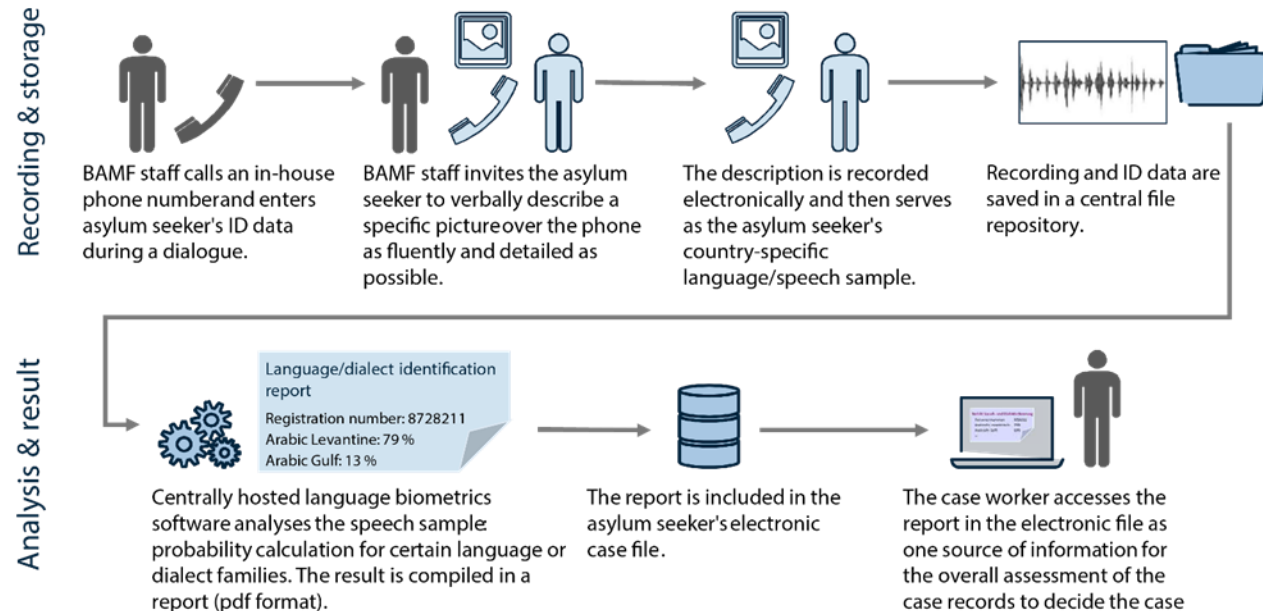 Recording & storage
BAMF staff calls an in-house
phone numberand enters
asylum seeker's ID data
during a dialogue.
BAMF staff invites the asylum
seeker to verbally describe a
specific pictureover the phone
as fluently and detailed as
possible.
The description is recorded
electronically and then serves
as the asylum seeker's
country-specific
language/speech sample.
Recording and ID data are
saved in a central file
repository.
Analysis & result
Language/dialect identification
report
Registration number: 8728211
Arabic Levantine: 79 %
Arabic Gulf: 13 %
Centrally hosted language biometrics
software analyses the speech sample:
probability calculation for certain language or
dialect families. The result is compiled in a
report (pdf format).
The report is included in the
asylum seeker's electronic
case file.
The case worker accesses the
report in the electronic file as
one source of information for
the overall assessment of the
case records to decide the case